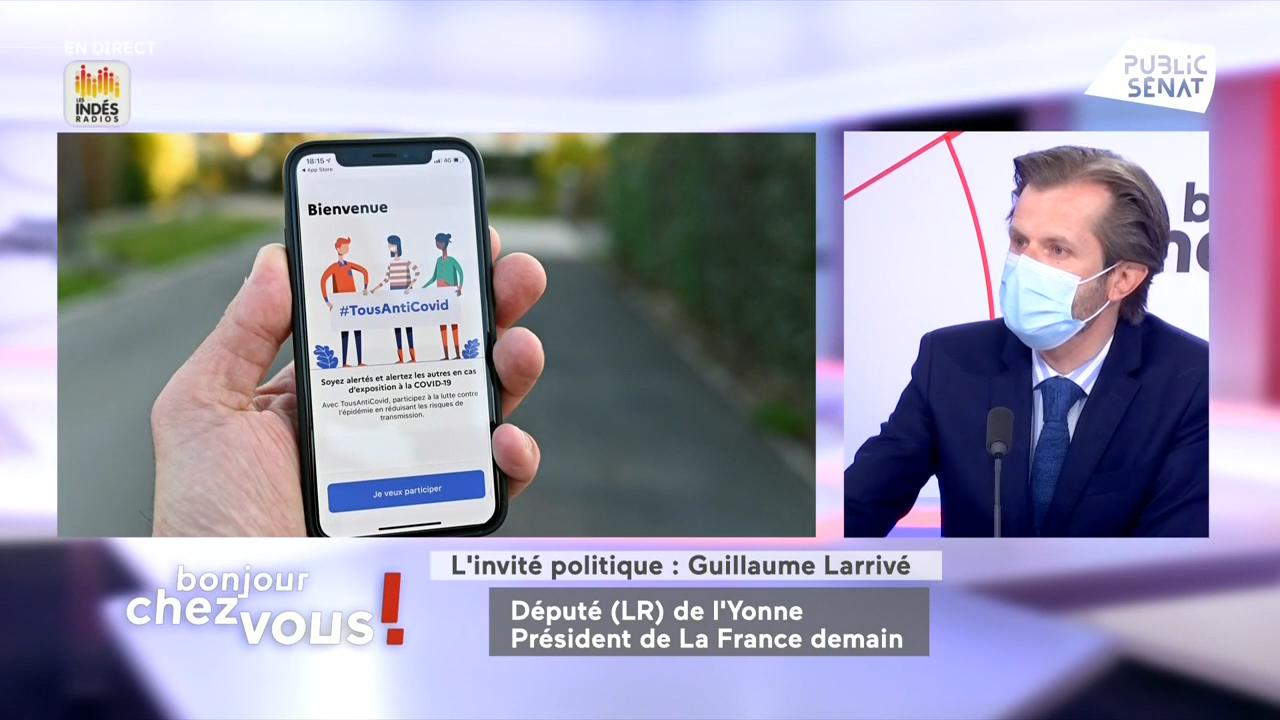 EN DIRECT
LES
INDÉS
RADIOS
PUBLIC
SÉNAT
18:15
4G
App Store
Bienvenue
#TousAntiCovid
Soyez alertés et alertez les autres en cas
d'exposition à la COVID-19
Avec TousAntiCovid, participez à la lutte contre
l'épidémie en réduisant les risques de
transmission.
Je veux participer
L'invité politique : Guillaume Larrivé
bonjour
chez
vous !
Député (LR) de l'Yonne
Président de La France demain